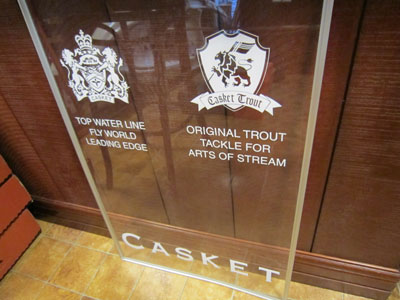 TOP WATER LINE
FLY WORLD
LEADING EDGE
Casket Trout
ORIGINAL TROUT
TACKLE FOR
ARTS OF STREAM
CASKET